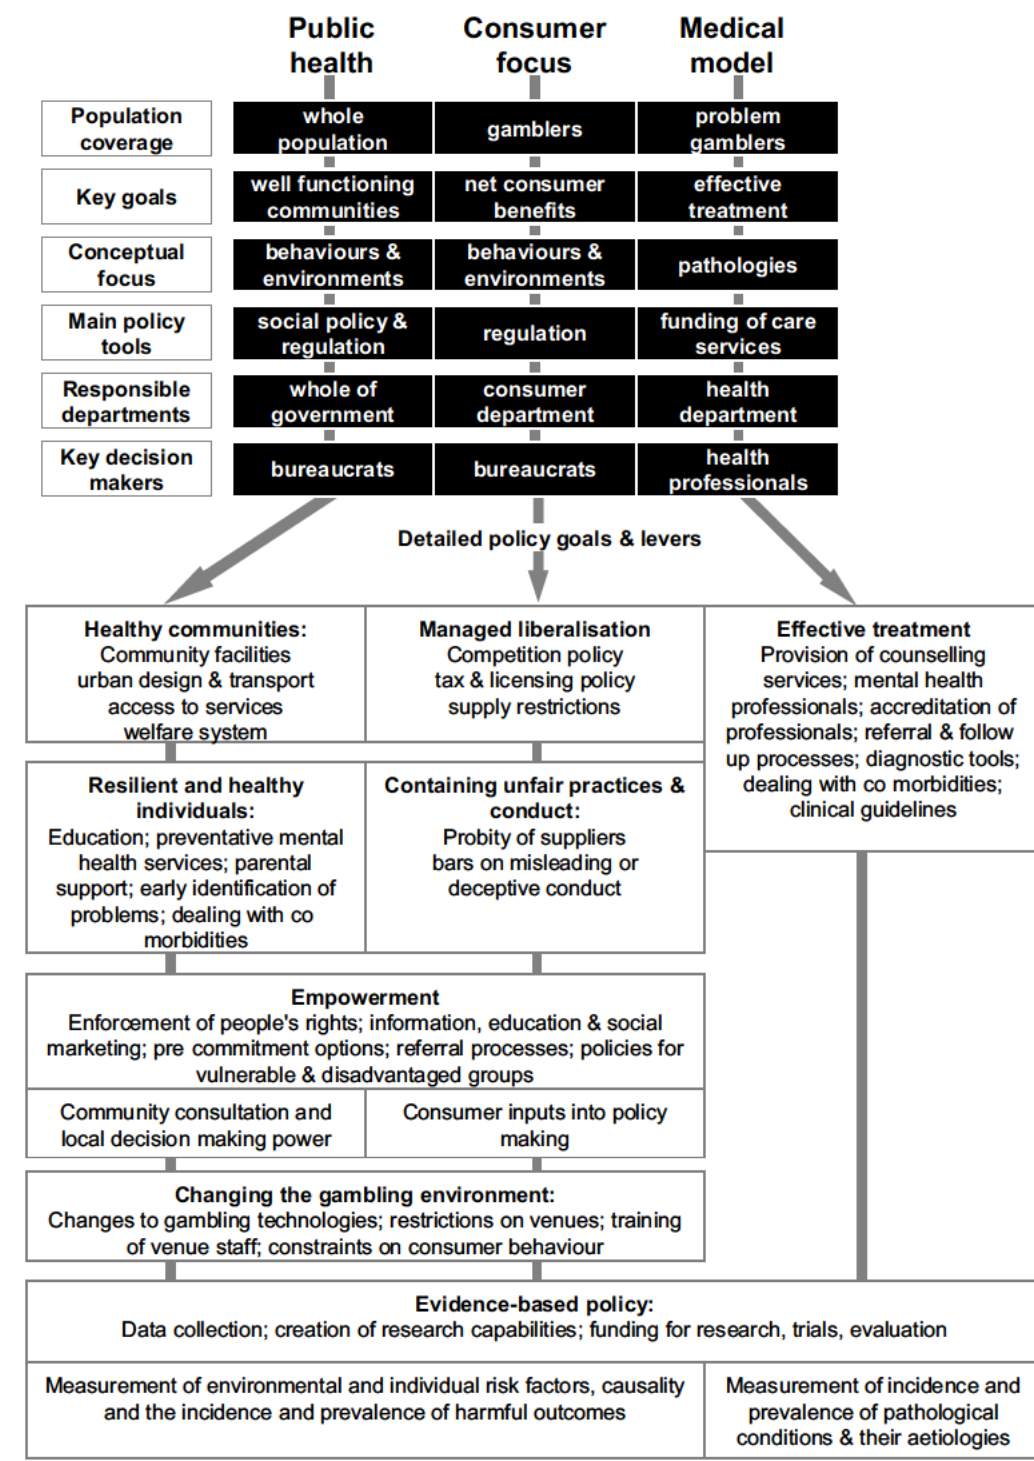 Public health
Consumer focus
Medical model
Population coverage
whole population
gamblers
problem gamblers
Key goals
well functioning communities
net consumer benefits
effective treatment
Conceptual focus
behaviours & environments
behaviours & environments
pathologies
Main policy tools
social policy & regulation
regulation
funding of care services
Responsible departments
whole of government
consumer department
health department
Key decision makers
bureaucrats
bureaucrats
health professionals
Detailed policy goals & levers
Healthy communities:
Community facilities
urban design & transport
access to services
welfare system
Managed liberalisation
Competition policy
tax & licensing policy
supply restrictions
Effective treatment
Provision of counselling
services; mental health
professionals; accreditation of
professionals; referral & follow
up processes; diagnostic tools;
dealing with co morbidities;
clinical guidelines
Resilient and healthy
individuals:
Education; preventative mental
health services; parental
support; early identification of
problems; dealing with co
morbidities
Containing unfair practices &
conduct:
Probity of suppliers
bars on misleading or
deceptive conduct
Empowerment
Enforcement of people's rights; information, education & social
marketing; pre commitment options; referral processes; policies for
vulnerable & disadvantaged groups
Community consultation and
local decision making power
Consumer inputs into policy
making
Changing the gambling environment:
Changes to gambling technologies; restrictions on venues; training
of venue staff; constraints on consumer behaviour
Evidence-based policy:
Data collection; creation of research capabilities; funding for research, trials, evaluation
Measurement of environmental and individual risk factors, causality
and the incidence and prevalence of harmful outcomes
Measurement of incidence and
prevalence of pathological
conditions & their aetiologies